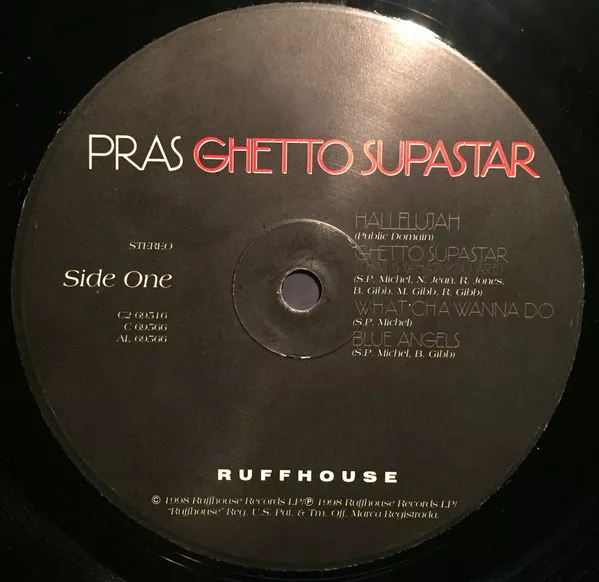 PRAS GHETTO SUPASTAR
STEREO
Side One
C2 69516
C 69566
AL 69566
HALLELUJAH
(Public Domain)
GHETTO SUPASTAR
(S.P. Michel, N. Jean, R. Jones,
B. Gibb, M. Gibb, R. Gibb)
WHAT'CHA WANNA DO
(S.P. Michel)
BLUE ANGELS
(S.P. Michel, B. Gibb)
RUFFHOUSE
© 1998 Ruffhouse Records LP/℗ 1998 Ruffhouse Records LP/
"Ruffhouse" Reg. U.S. Pat. & Tm. Off. Marca Registrada.